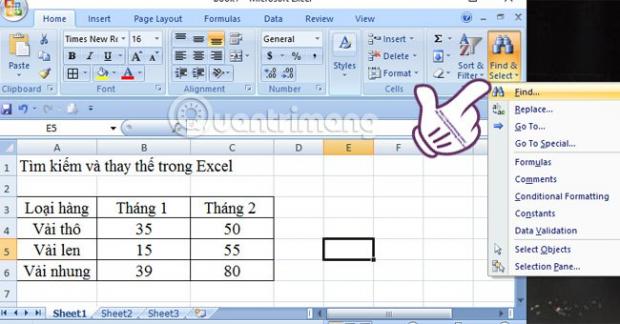 Book1 - Microsoft Excel
Home Insert Page Layout Formulas Data Review View
Paste
Times New Ro 16
B I U
General
$ % ,
Styles
Insert
Delete
Format
Σ
Sort & Filter
Find & Select
Clipboard Font Alignment Number Cells
E5
fx
Quantrimang
A B C D E F
1 Tìm kiếm và thay thế trong Excel
2
3 Loại hàng Tháng 1 Tháng 2
4 Vải thô 35 50
5 Vải len 15 55
6 Vải nhung 39 80
7
Sheet1 Sheet2 Sheet3
Find...
Replace...
Go To...
Go To Special...
Formulas
Comments
Conditional Formatting
Constants
Data Validation
Select Objects
Selection Pane...